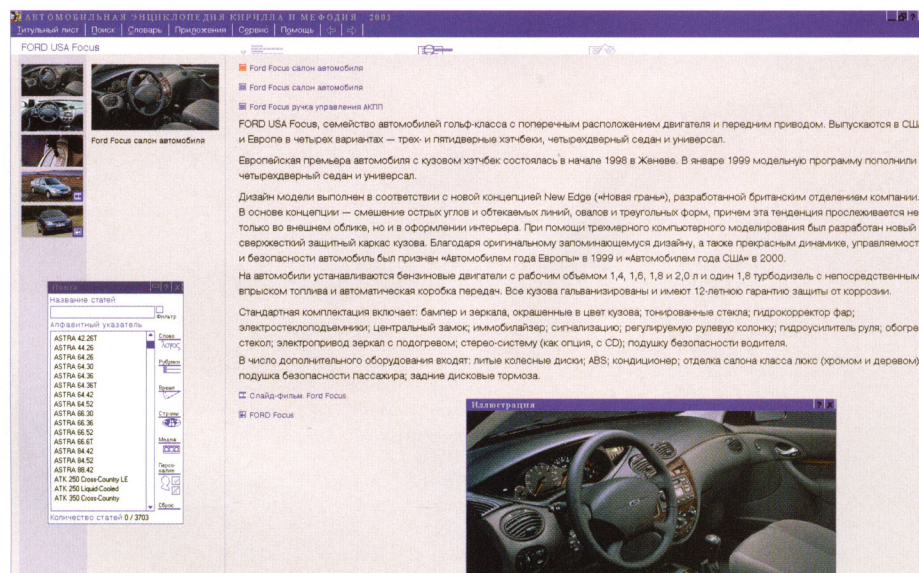 АВТОМОБИЛЬНАЯ ЭНЦИКЛОПЕДИЯ КИРИЛЛА И МЕФОДИЯ 2003
Титульный лист | Поиск | Словарь | Приложения | Сервис | Помощь
FORD USA Focus
Ford Focus салон автомобиля
Ford Focus салон автомобиля
Ford Focus салон автомобиля
Ford Focus ручка управления АКПП
FORD USA Focus, семейство автомобилей гольф-класса с поперечным расположением двигателя и передним приводом. Выпускаются в США
и Европе в четырех вариантах — трех- и пятидверные хэтчбеки, четырехдверный седан и универсал.
Европейская премьера автомобиля с кузовом хэтчбек состоялась в начале 1998 в Женеве. В январе 1999 модельную программу пополнили
четырехдверный седан и универсал.
Дизайн модели выполнен в соответствии с новой концепцией New Edge («Новая грань»), разработанной британским отделением компании.
В основе концепции — смешение острых углов и обтекаемых линий, овалов и треугольных форм, причем эта тенденция прослеживается не
только во внешнем облике, но и в оформлении интерьера. При помощи трехмерного компьютерного моделирования был разработан новый
сверхжесткий защитный каркас кузова. Благодаря оригинальному запоминающемуся дизайну, а также прекрасным динамике, управляемост
и безопасности автомобиль был признан «Автомобилем года Европы» в 1999 и «Автомобилем года США» в 2000.
На автомобили устанавливаются бензиновые двигатели с рабочим объемом 1,4, 1,6, 1,8 и 2,0 л и один 1,8 турбодизель с непосредственным
впрыском топлива и автоматическая коробка передач. Все кузова гальванизированы и имеют 12-летнюю гарантию защиты от коррозии.
Стандартная комплектация включает: бампер и зеркала, окрашенные в цвет кузова; тонированные стекла; гидрокорректор фар;
электростеклоподъемники; центральный замок; иммобилайзер; сигнализацию; регулируемую рулевую колонку; гидроусилитель руля; обогре
стекол; электропривод зеркал с подогревом; стерео-систему (как опция, с CD); подушку безопасности водителя.
В число дополнительного оборудования входят: литые колесные диски; ABS; кондиционер; отделка салона класса люкс (хромом и деревом)
подушка безопасности пассажира; задние дисковые тормоза.
Слайд-фильм. Ford Focus
FORD Focus
Поиск
Название статей
Фильтр
Алфавитный указатель
ASTRA 42.26T
ASTRA 44.26
ASTRA 64.26
ASTRA 64.30
ASTRA 64.36
ASTRA 64.36T
ASTRA 64.42
ASTRA 64.52
ASTRA 66.30
ASTRA 66.36
ASTRA 66.52
ASTRA 66.6T
ASTRA 84.42
ASTRA 84.52
ASTRA 88.42
ATK 250 Cross-County LE
ATK 250 Liquid-Cooled
ATK 350 Cross-County
Слово
λόγος
Рубрики
Время
Страны
Медиа
Персоналии
Сброс
Количество статей 0 / 3703
Иллюстрация